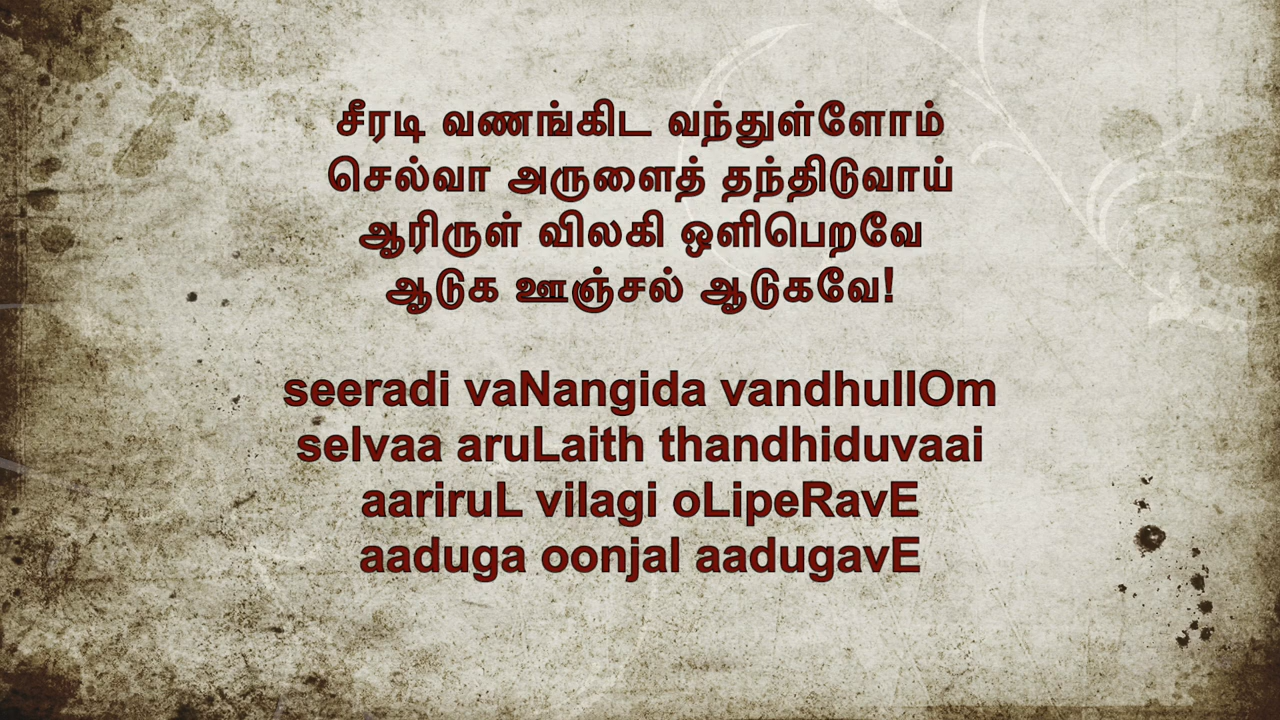 சீரடி வணங்கிட வந்துள்ளோம்
செல்வா அருளைத் தந்திடுவாய்
ஆரிருள் விலகி ஒளிபெறவே
ஆடுக ஊஞ்சல் ஆடுகவே!
seeradi vaNangida vandhullOm
selvaa aruLaith thandhiduvaai
aariruL vilagi oLipeRavE
aaduga oonjal aadugavE